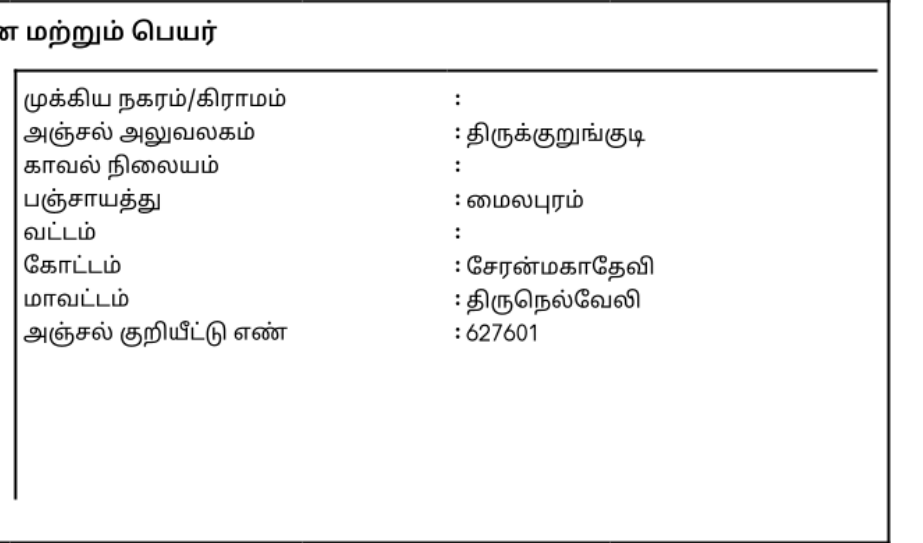 மற்றும் பெயர்
முக்கிய நகரம்/கிராமம் :
அஞ்சல் அலுவலகம் : திருக்குறுங்குடி
காவல் நிலையம் :
பஞ்சாயத்து : மைலபுரம்
வட்டம் :
கோட்டம் : சேரன்மகாதேவி
மாவட்டம் : திருநெல்வேலி
அஞ்சல் குறியீட்டு எண் : 627601